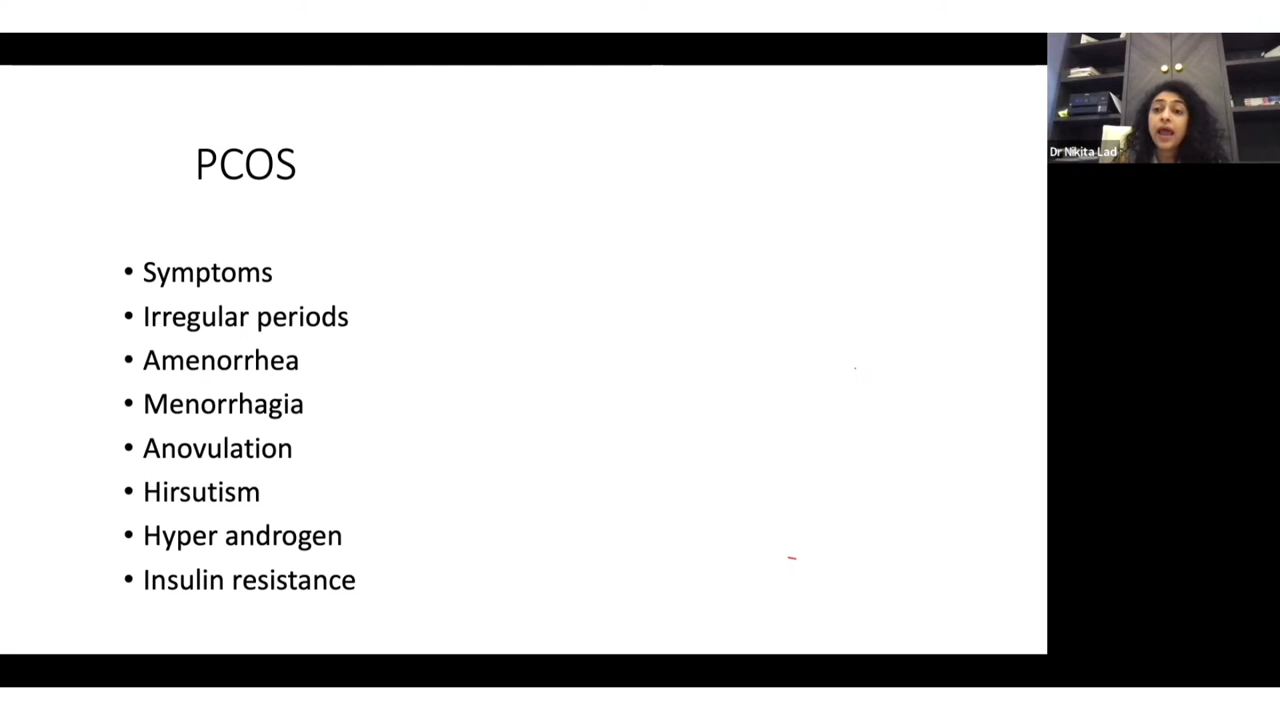 PCOS
• Symptoms
• Irregular periods
• Amenorrhea
• Menorrhagia
• Anovulation
• Hirsutism
• Hyper androgen
• Insulin resistance
Dr Nikita Lad